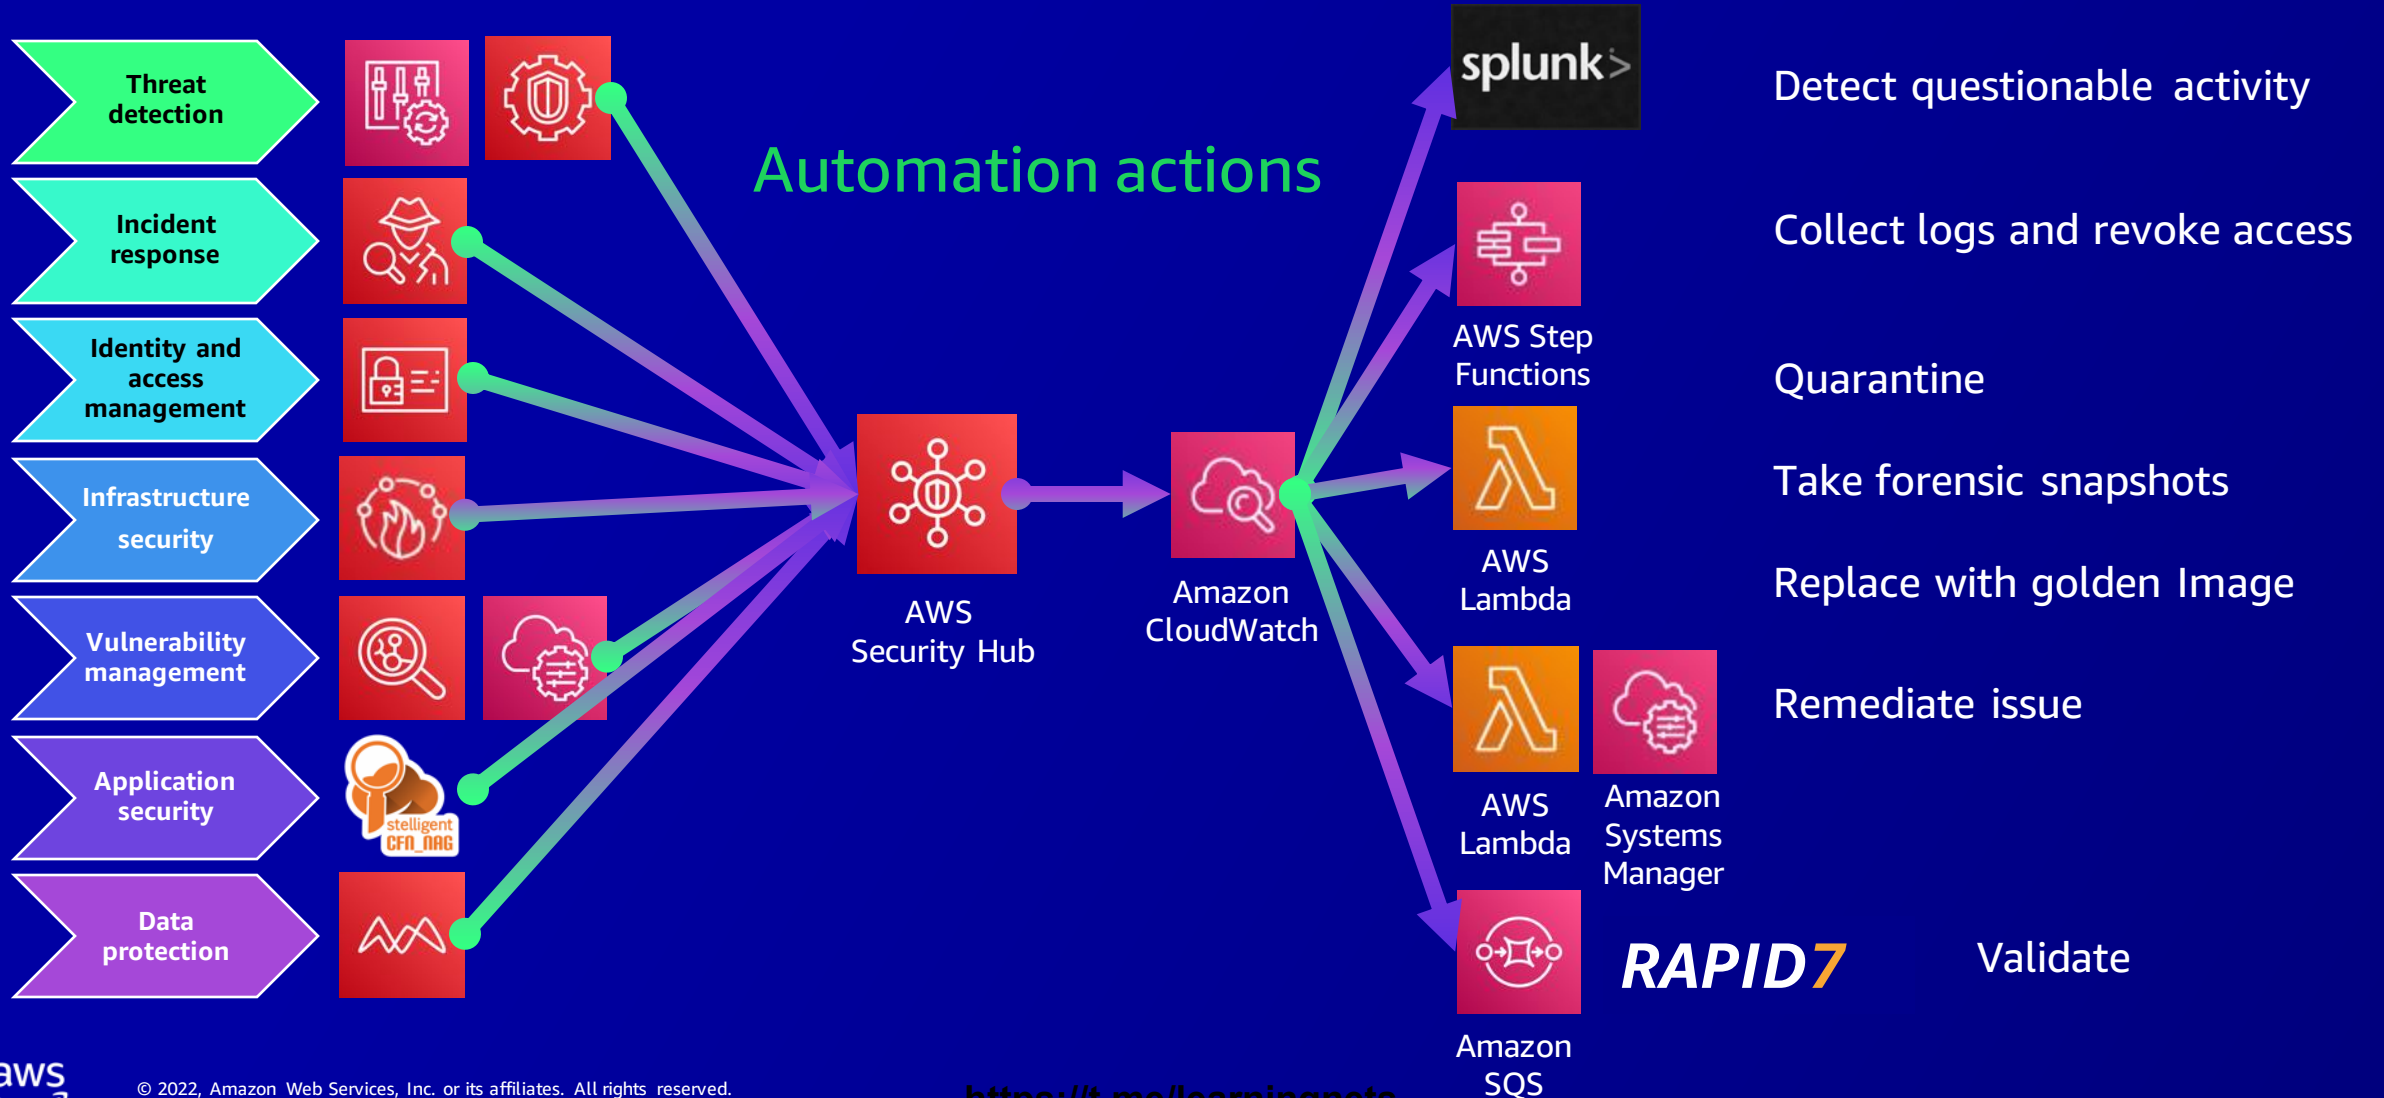 Threat
detection
Incident
response
Identity and
access
management
Infrastructure
security
Vulnerability
management
Application
security
Data
protection
stelligent
CFN_NAG
Automation actions
AWS
Security Hub
Amazon
CloudWatch
splunk>
AWS Step
Functions
AWS
Lambda
AWS
Lambda
Amazon
Systems
Manager
RAPID7
Amazon
SQS
Detect questionable activity
Collect logs and revoke access
Quarantine
Take forensic snapshots
Replace with golden Image
Remediate issue
Validate
aws
© 2022, Amazon Web Services, Inc. or its affiliates. All rights reserved.
https://t.me/learningnets